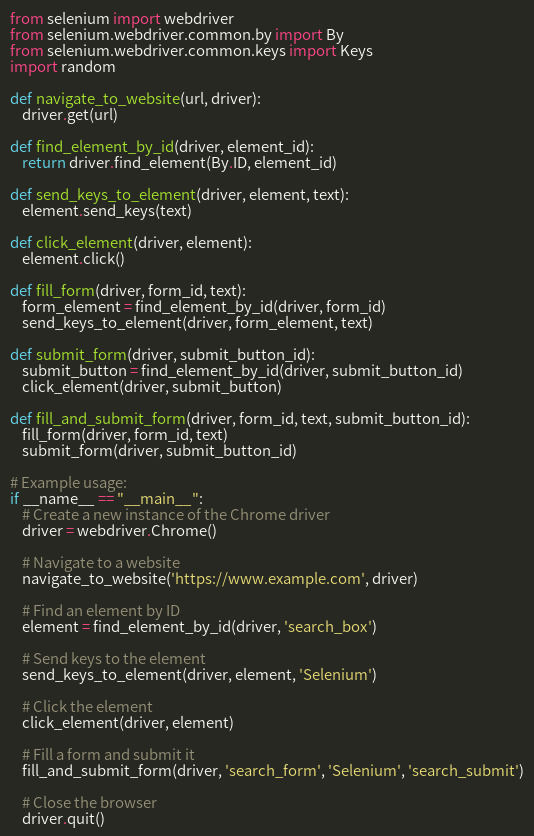 from selenium import webdriver
from selenium.webdriver.common.by import By
from selenium.webdriver.common.keys import Keys
import random

def navigate_to_website(url, driver):
    driver.get(url)

def find_element_by_id(driver, element_id):
    return driver.find_element(By.ID, element_id)

def send_keys_to_element(driver, element, text):
    element.send_keys(text)

def click_element(driver, element):
    element.click()

def fill_form(driver, form_id, text):
    form_element = find_element_by_id(driver, form_id)
    send_keys_to_element(driver, form_element, text)

def submit_form(driver, submit_button_id):
    submit_button = find_element_by_id(driver, submit_button_id)
    click_element(driver, submit_button)

def fill_and_submit_form(driver, form_id, text, submit_button_id):
    fill_form(driver, form_id, text)
    submit_form(driver, submit_button_id)

# Example usage:
if __name__ == "__main__":
    # Create a new instance of the Chrome driver
    driver = webdriver.Chrome()

    # Navigate to a website
    navigate_to_website('https://www.example.com', driver)

    # Find an element by ID
    element = find_element_by_id(driver, 'search_box')

    # Send keys to the element
    send_keys_to_element(driver, element, 'Selenium')

    # Click the element
    click_element(driver, element)

    # Fill a form and submit it
    fill_and_submit_form(driver, 'search_form', 'Selenium', 'search_submit')

    # Close the browser
    driver.quit()